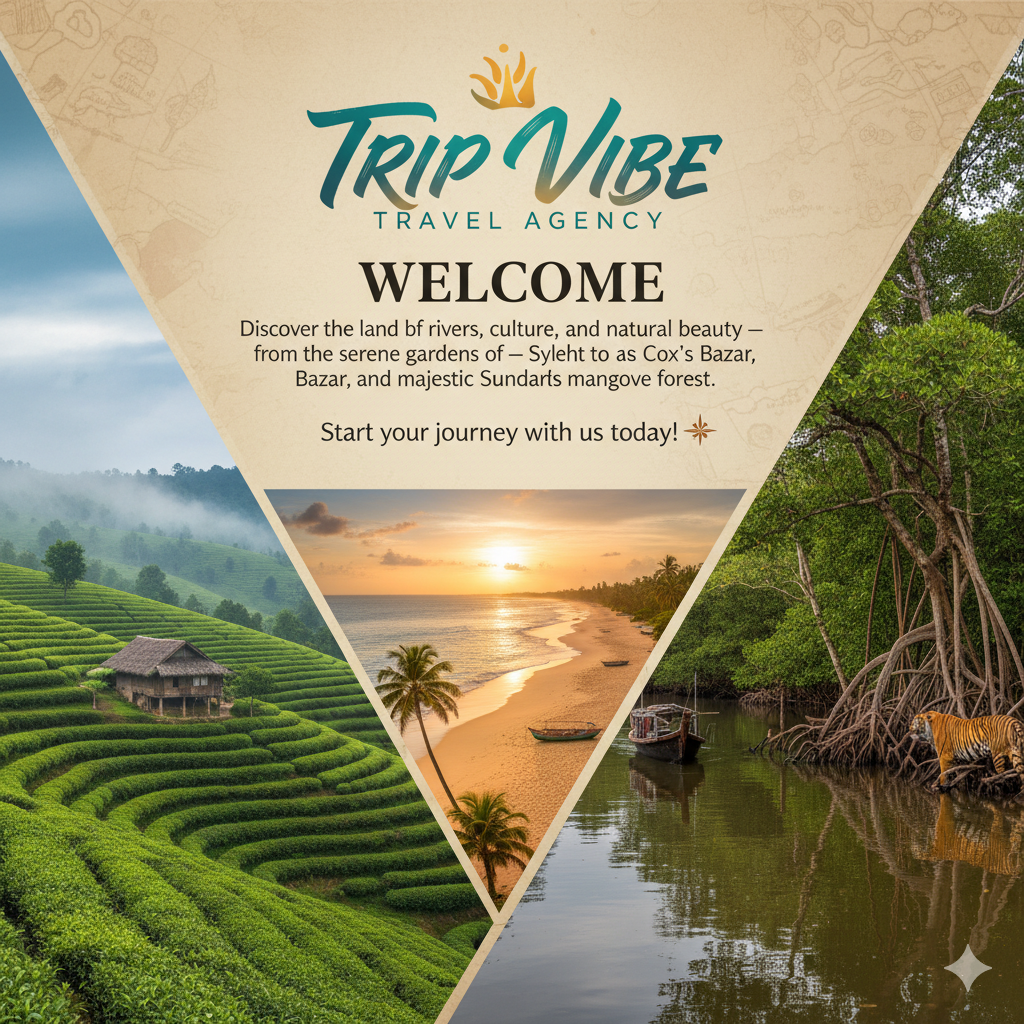 TRIP VIBE
TRAVEL AGENCY
WELCOME
Discover the land bf rivers, culture, and natural beauty –
from the serene gardens of – Syleht to as Cox's Bazar,
Bazar, and majestic Sundarfs mangove forest.
Start your journey with us today!